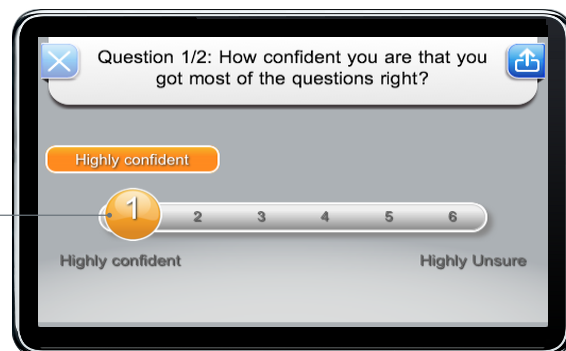 Question 1/2: How confident you are that you
got most of the questions right?
Highly confident
1 2 3 4 5 6
Highly confident Highly Unsure